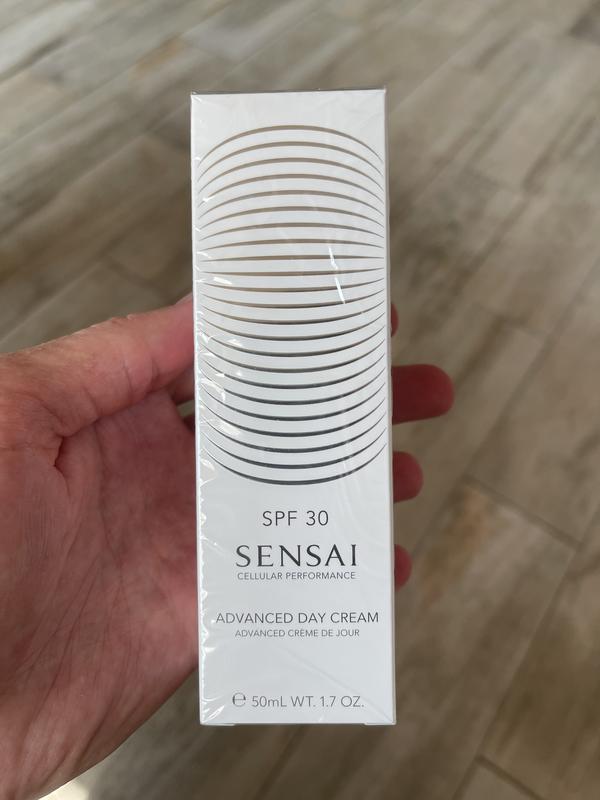 SPF 30
SENSAI
CELLULAR PERFORMANCE
ADVANCED DAY CREAM
ADVANCED CRÈME DE JOUR
℮ 50mL WT. 1.7 OZ.